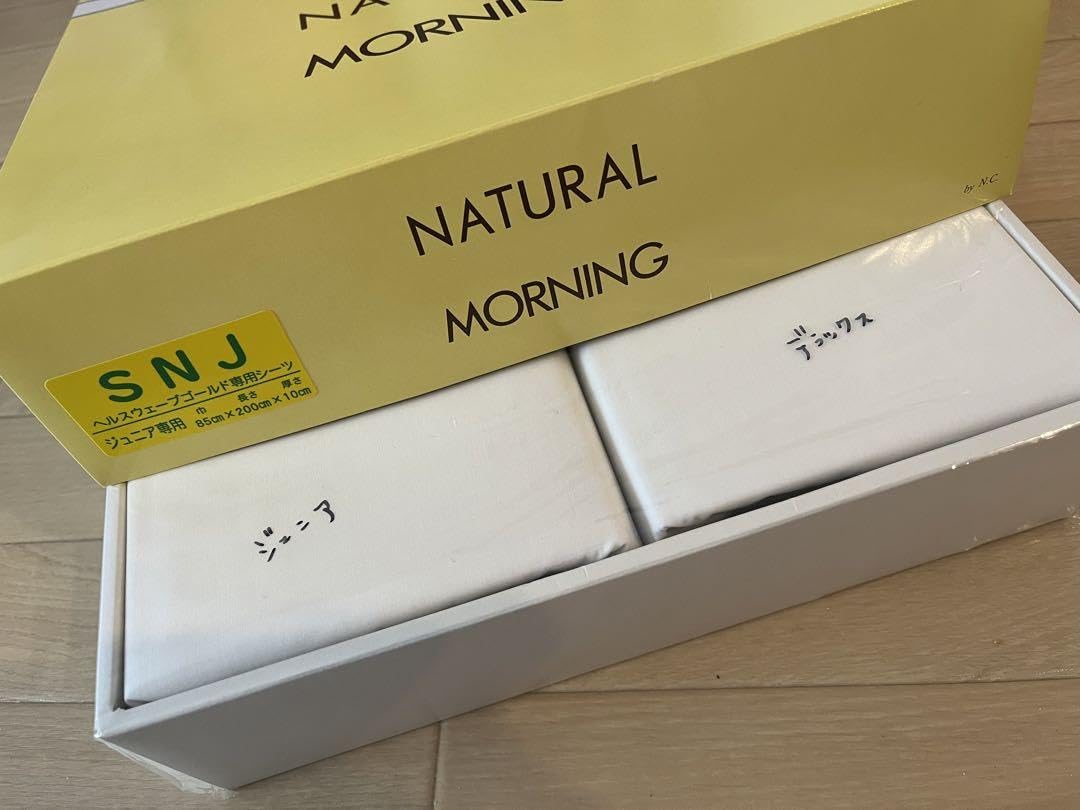 NA
MORNIN
NATURAL
MORNING
by N.C.
SNJ
ヘルスウェーブゴールド専用シーツ
ジュニア専用 巾 長さ 厚さ
85cm×200cm×10cm
ジュニア
デラックス